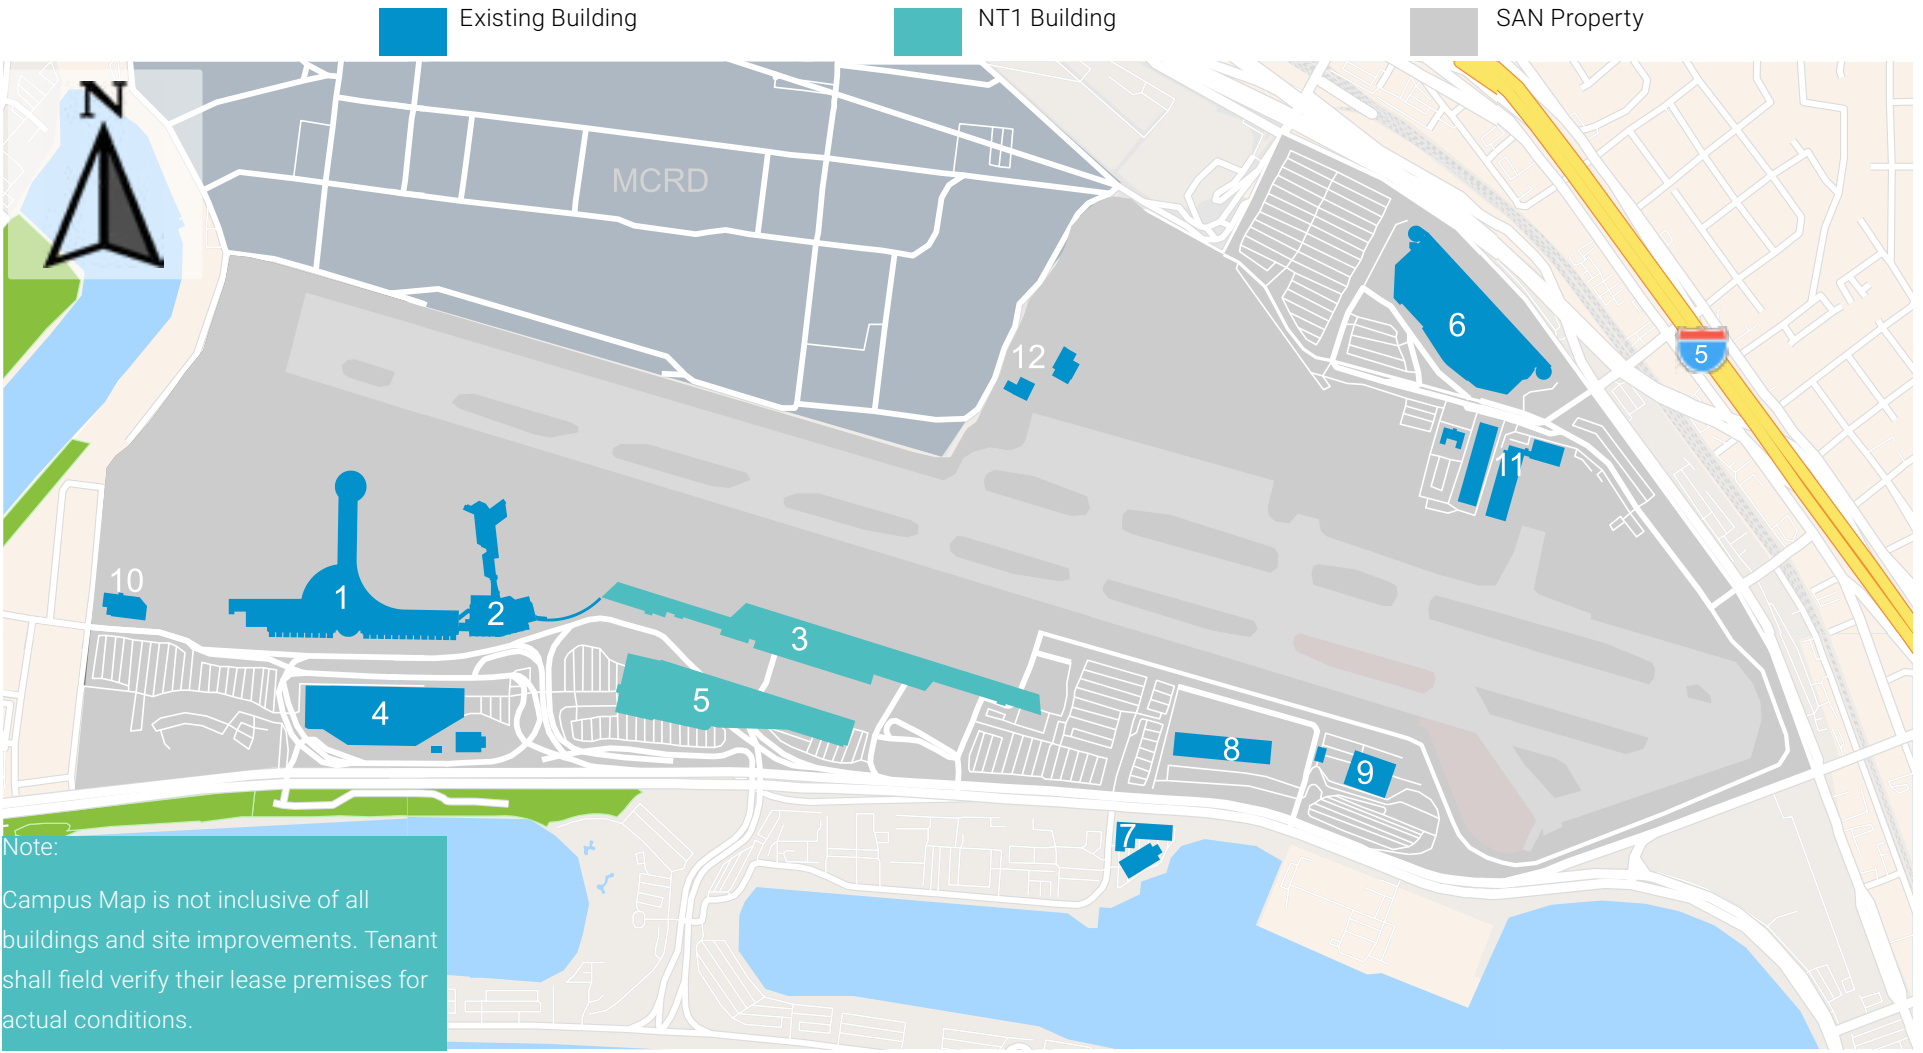 Existing Building
NT1 Building
SAN Property
N
MCRD
12
6
5
11
10
1
2
3
4
5
8
9
7
Note:
Campus Map is not inclusive of all
buildings and site improvements. Tenant
shall field verify their lease premises for
actual conditions.